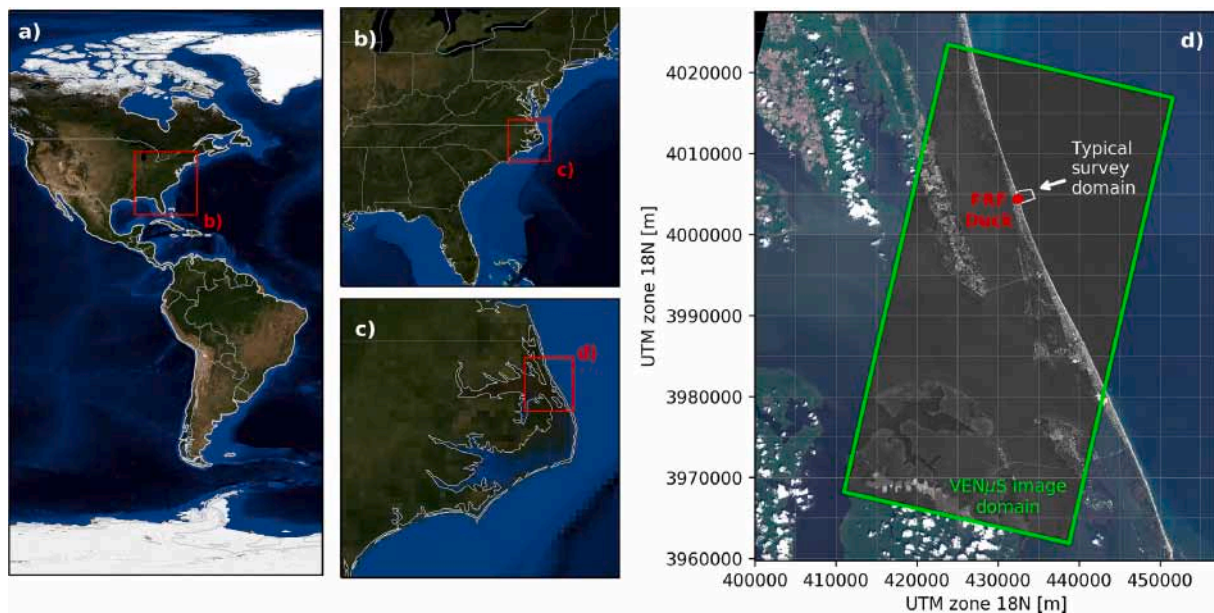 a)
b)
b)
c)
c)
d)
d)
4020000
4010000
4000000
3990000
3980000
3970000
3960000
UTM zone 18N [m]
Typical
survey
domain
FRF
Duck
VENµS image
domain
400000 410000 420000 430000 440000 450000
UTM zone 18N [m]